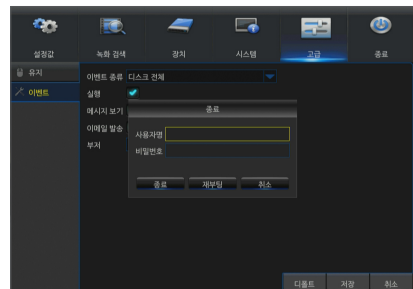 설정값 녹화 검색 장치 시스템 고급 종료
유지
이벤트
이벤트 종류 디스크 전체
실행
메시지 보기
이메일 발송
부저
종료
사용자명
비밀번호
종료 재부팅 취소
디폴트 저장 취소